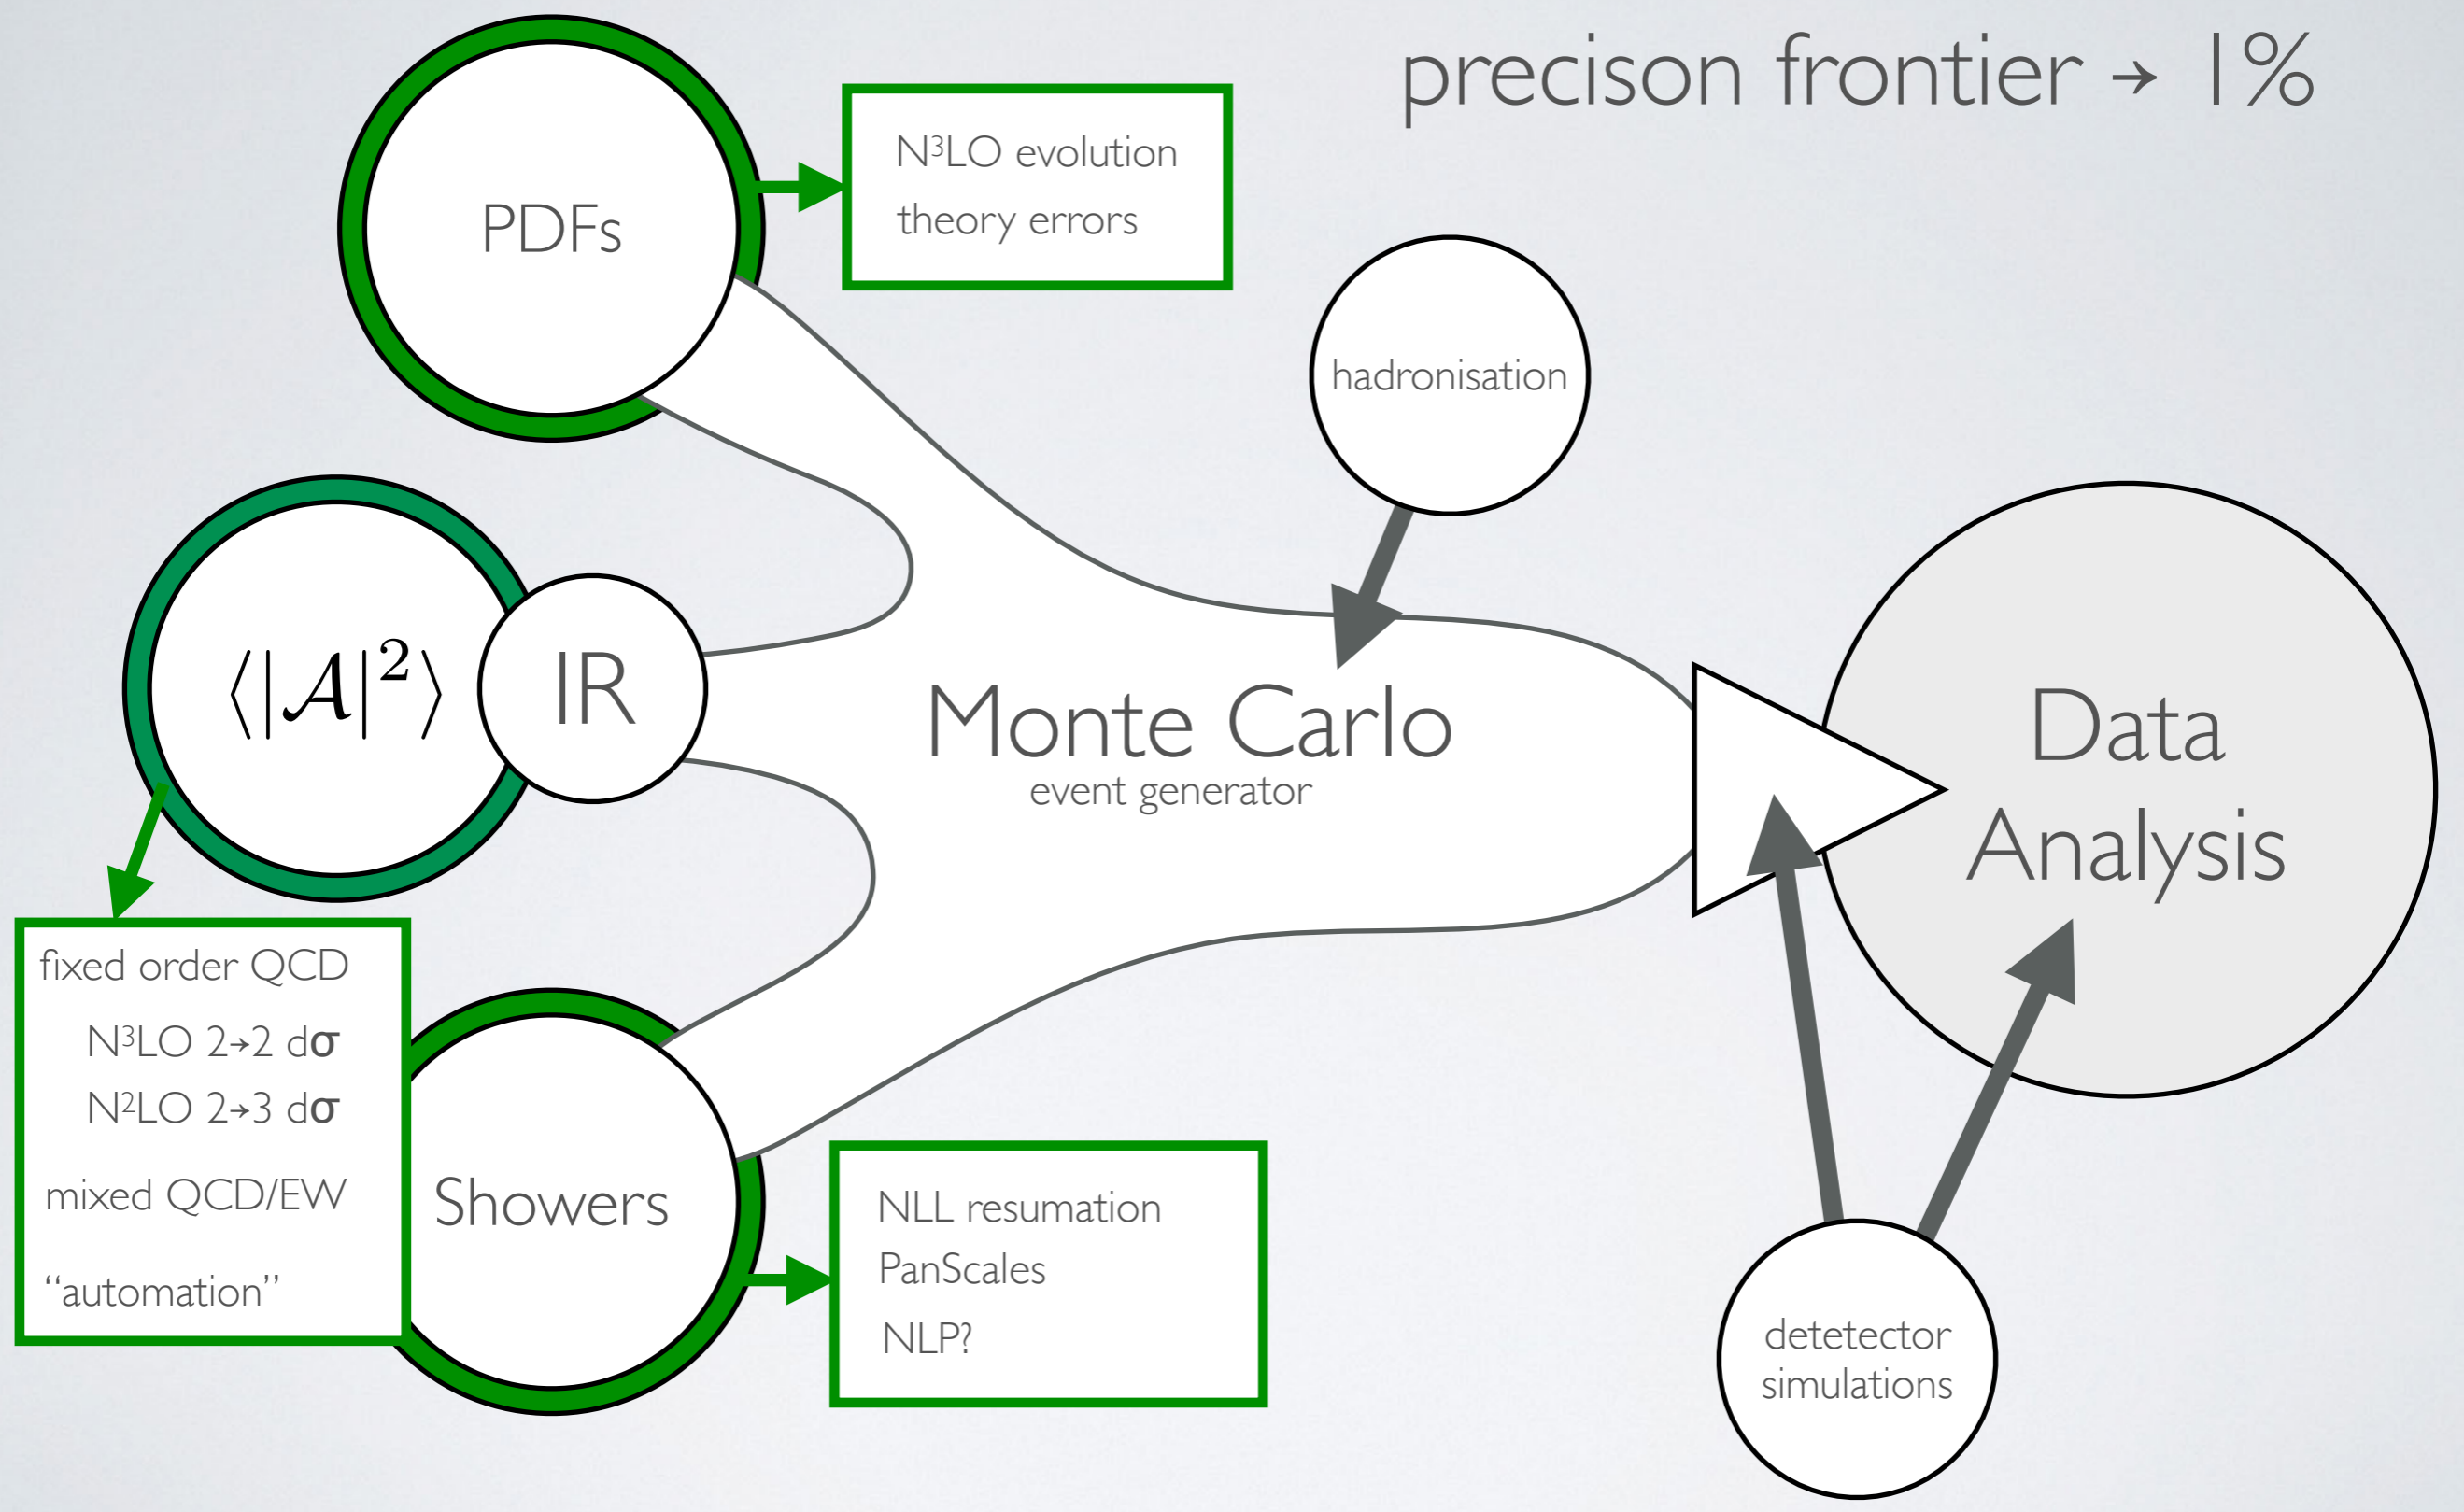 precison frontier → 1%
PDFs
N³LO evolution
theory errors
hadronisation
⟨|𝒜|²⟩
IR
Monte Carlo
event generator
Data
Analysis
fixed order QCD
N³LO 2→2 dσ
N²LO 2→3 dσ
mixed QCD/EW
“automation”
Showers
NLL resumation
PanScales
NLP?
detetector
simulations